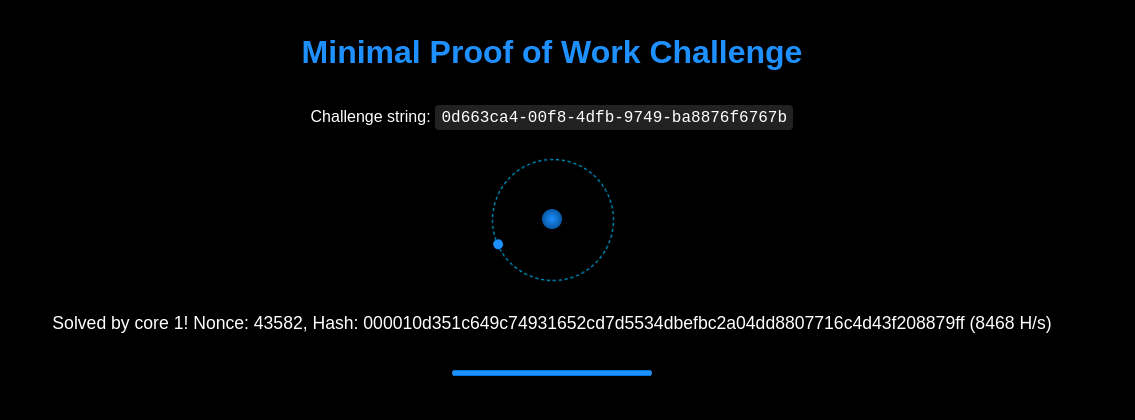 Minimal Proof of Work Challenge
Challenge string: 0d663ca4-00f8-4dfb-9749-ba8876f6767b
Solved by core 1! Nonce: 43582, Hash: 000010d351c649c74931652cd7d5534dbefbc2a04dd8807716c4d43f208879ff (8468 H/s)